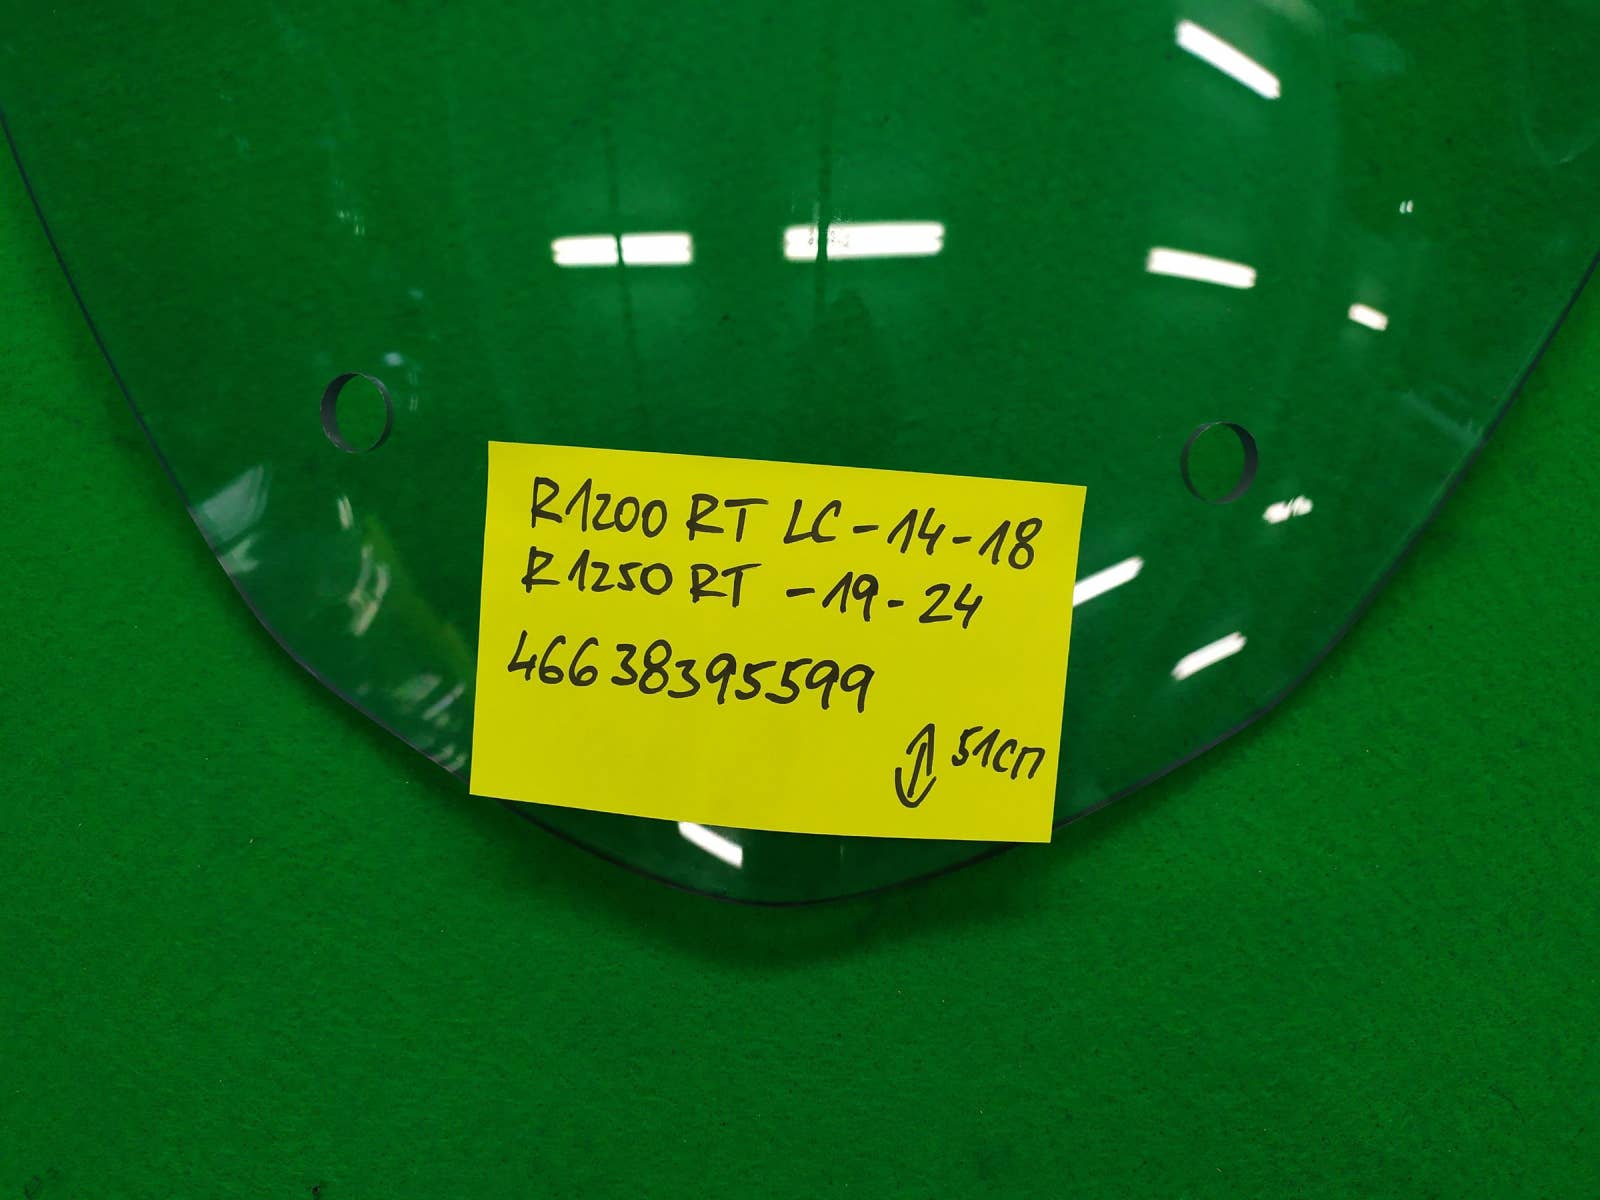 R1200 RT LC-14-18
R1250 RT -19-24
46638395599
51cm